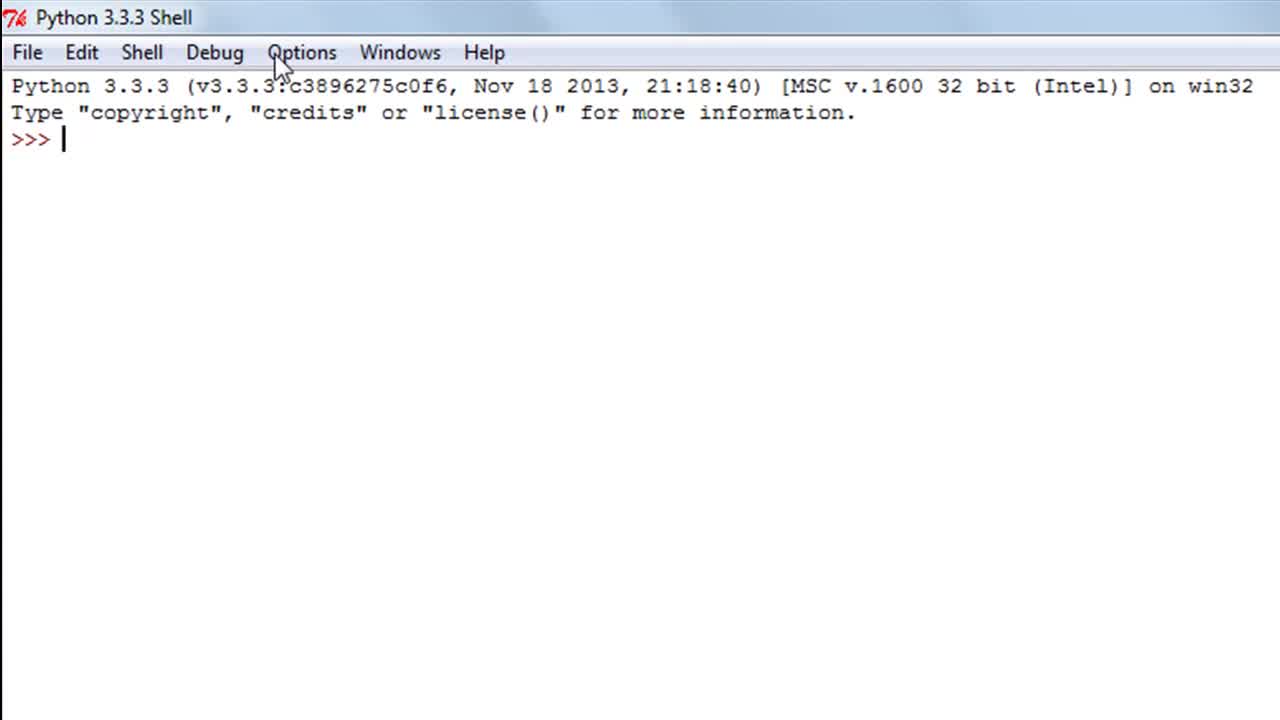 Python 3.3.3 Shell
File Edit Shell Debug Options Windows Help
Python 3.3.3 (v3.3.3:c3896275c0f6, Nov 18 2013, 21:18:40) [MSC v.1600 32 bit (Intel)] on win32
Type "copyright", "credits" or "license()" for more information.
>>>